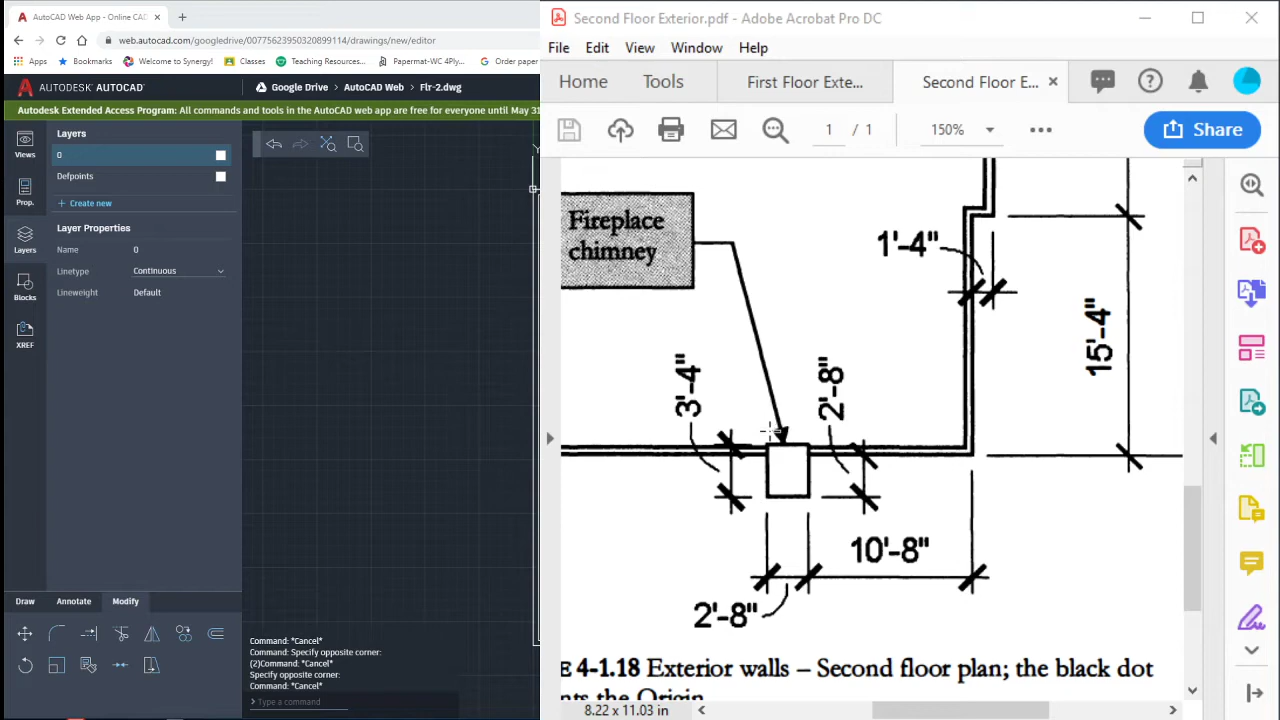 AutoCAD Web App - Online CAD
web.autocad.com/googledrive/00775623950320899114/drawings/new/editor
Apps
Bookmarks
Welcome to Synergy!
Classes
Teaching Resources...
Papermat-WC 4Ply...
Order paper
AUTODESK AUTOCAD
Google Drive
AutoCAD Web
Flr-2.dwg
Autodesk Extended Access Program: All commands and tools in the AutoCAD web app are free for everyone until May 31
Views
Prop.
Layers
Blocks
XREF
Layers
0
Defpoints
+ Create new
Layer Properties
Name 0
Linetype Continuous
Lineweight Default
Draw
Annotate
Modify
Command: *Cancel*
Command: Specify opposite corner:
(2)Command: *Cancel*
Specify opposite corner:
Command: *Cancel*
Type a command
Second Floor Exterior.pdf - Adobe Acrobat Pro DC
File Edit View Window Help
Home
Tools
First Floor Exte...
Second Floor E...
1 / 1
150%
Share
Fireplace
chimney
1'-4"
15'-4"
3'-4"
2'-8"
10'-8"
2'-8"
4-1.18 Exterior walls – Second floor plan; the black dot
nts the Origin
8.22 x 11.03 in